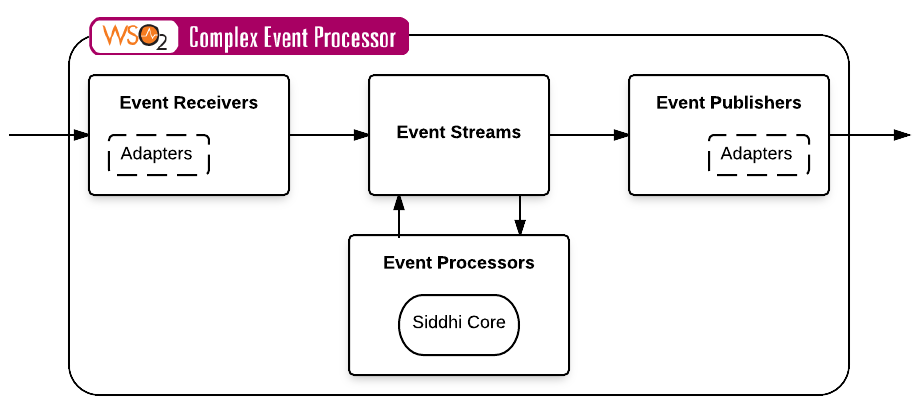 WSO2 Complex Event Processor
Event Receivers
Adapters
Event Streams
Event Publishers
Adapters
Event Processors
Siddhi Core